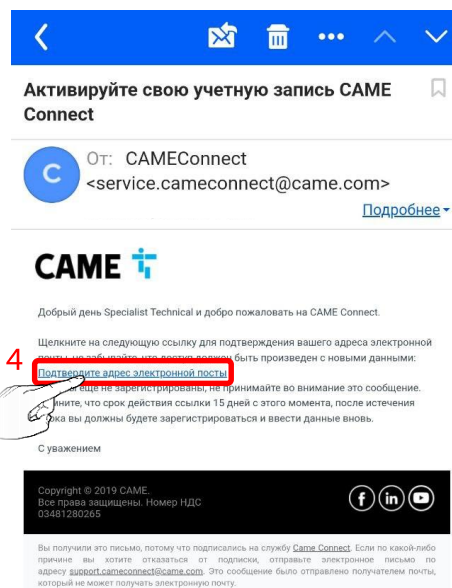 Активируйте свою учетную запись CAME
Connect
C
От: CAMEConnect
<service.cameconnect@came.com>
Подробнее
CAME
Добрый день Specialist Technical и добро пожаловать на CAME Connect.
Щелкните на следующую ссылку для подтверждения вашего адреса электронной
почты, не забывайте, что доступ должен быть произведен с новыми данными:
4
Подтвердите адрес электронной посты
еще не зарегистрированы, не принимайте во внимание это сообщение.
что срок действия ссылки 15 дней с этого момента, после истечения
вы должны будете зарегистрироваться и ввести данные вновь.
С уважением
Copyright © 2019 CAME.
Все права защищены. Номер НДС
03481280265
f in
Вы получили это письмо, потому что подписались на службу Came Connect. Если по какой-либо
причине вы хотите отказаться от подписки, отправьте электронное письмо по
адресу support.cameconnect@came.com. Это сообщение было отправлено получателем почты,
который не может получать электронную почту.